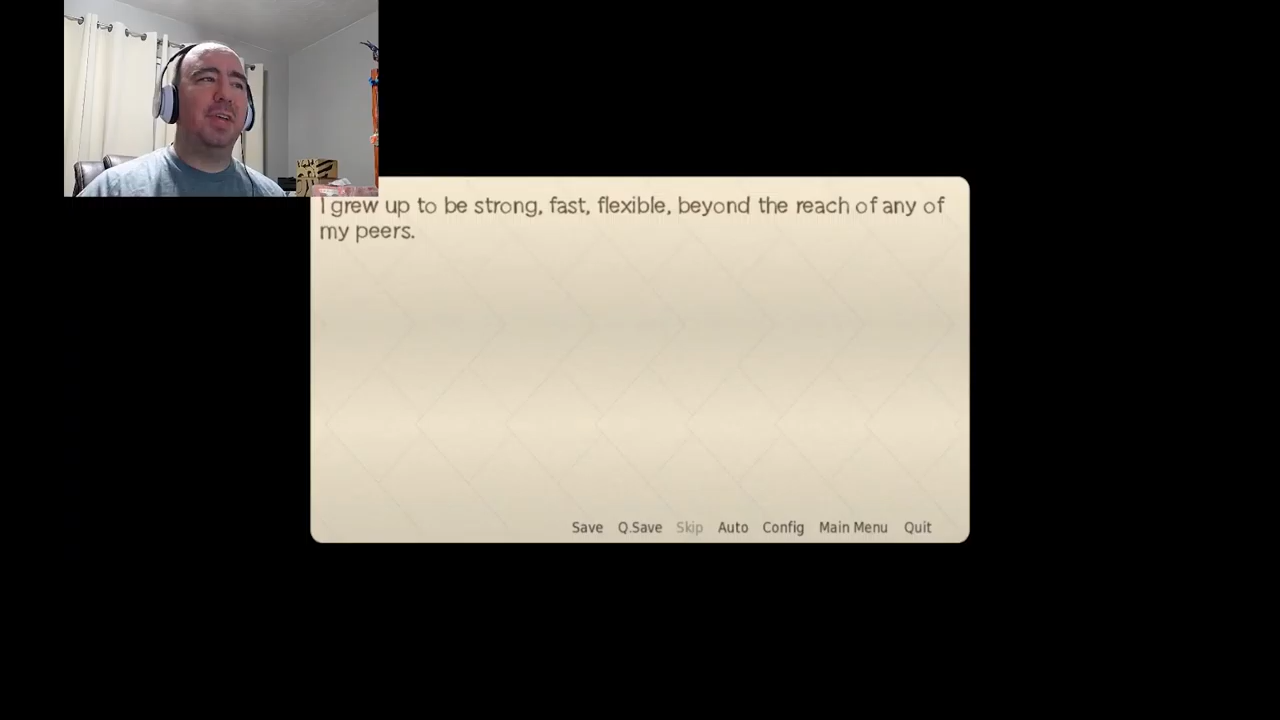 I grew up to be strong, fast, flexible, beyond the reach of any of
my peers.
Save Q.Save Skip Auto Config Main Menu Quit